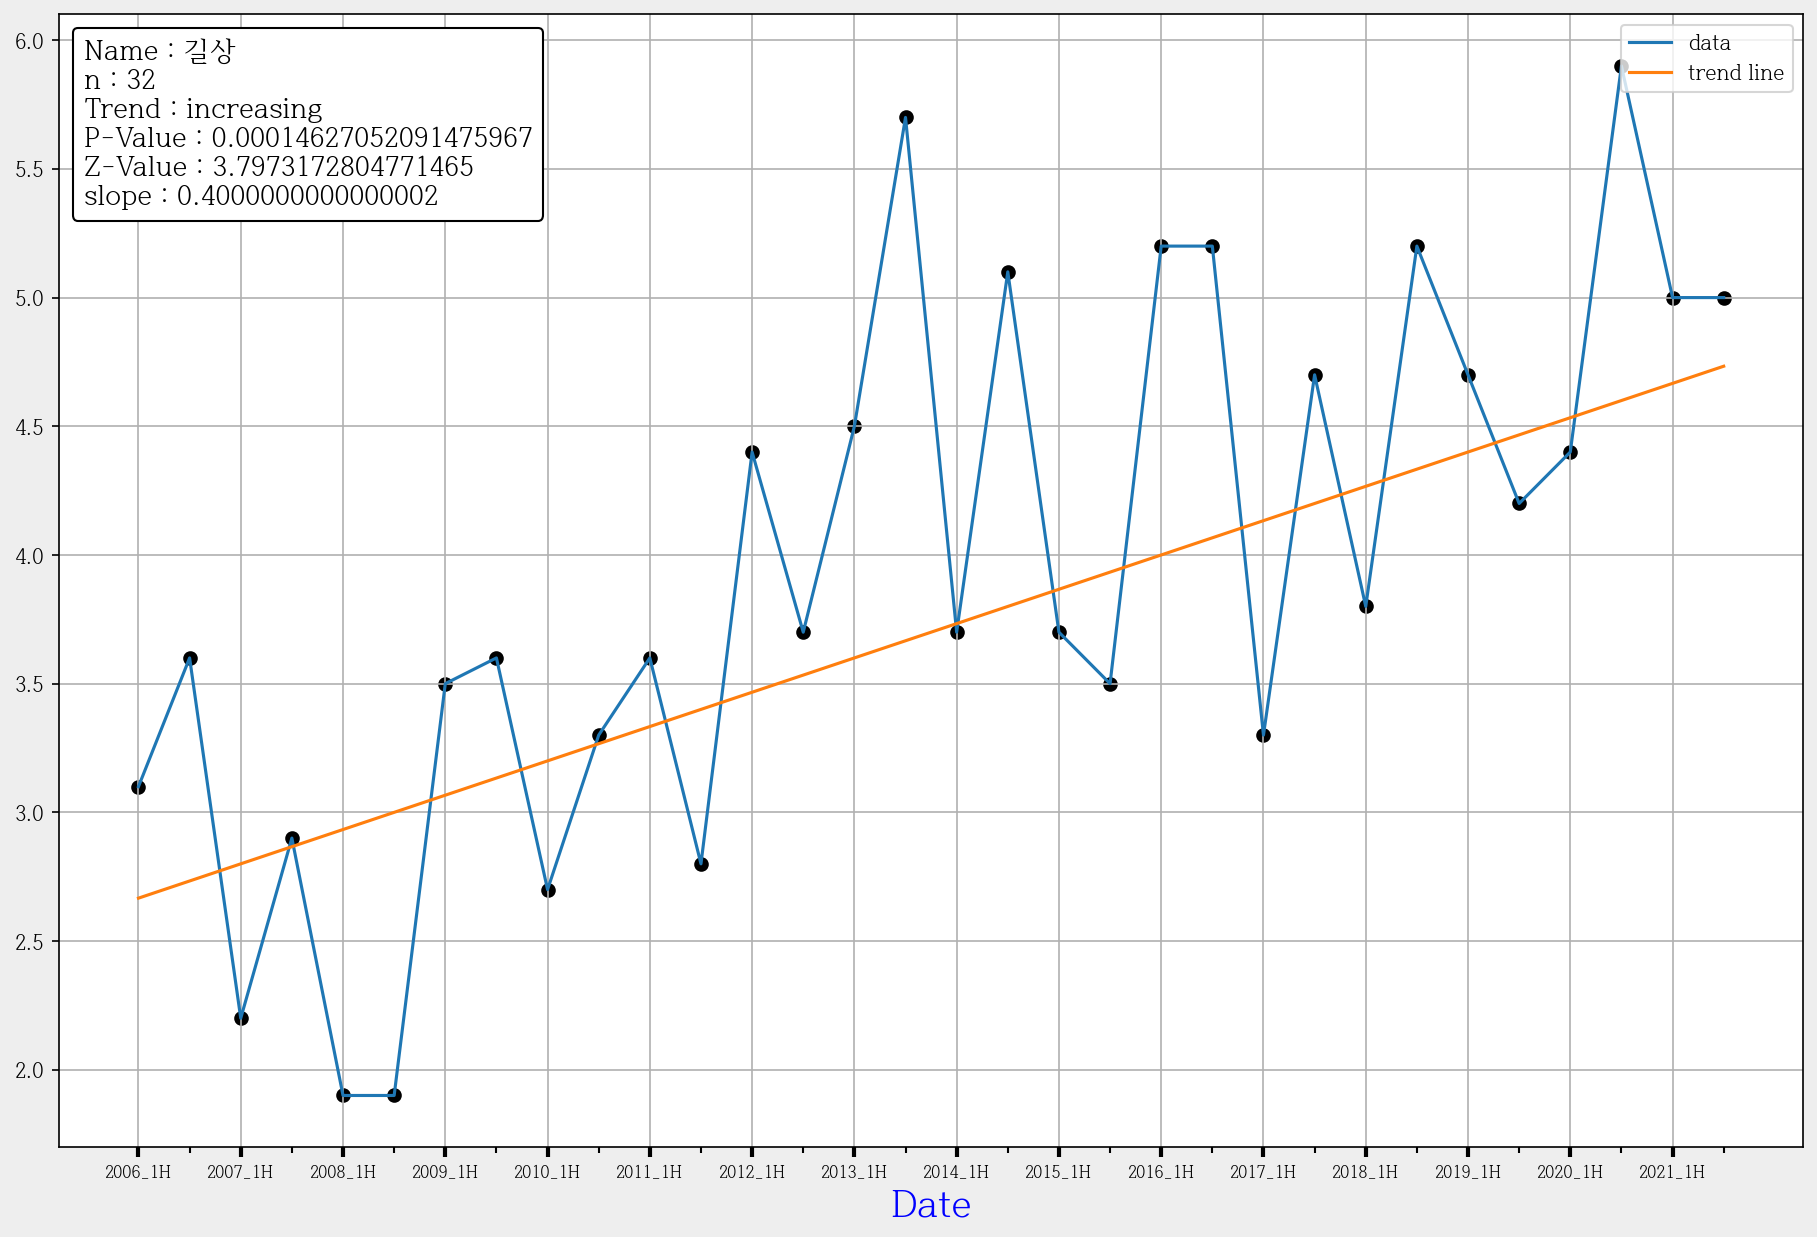 Name : 길상
n : 32
Trend : increasing
P-Value : 0.00014627052091475967
Z-Value : 3.7973172804771465
slope : 0.4000000000000002
data
trend line
6.0
5.5
5.0
4.5
4.0
3.5
3.0
2.5
2.0
2006_1H 2007_1H 2008_1H 2009_1H 2010_1H 2011_1H 2012_1H 2013_1H 2014_1H 2015_1H 2016_1H 2017_1H 2018_1H 2019_1H 2020_1H 2021_1H
Date